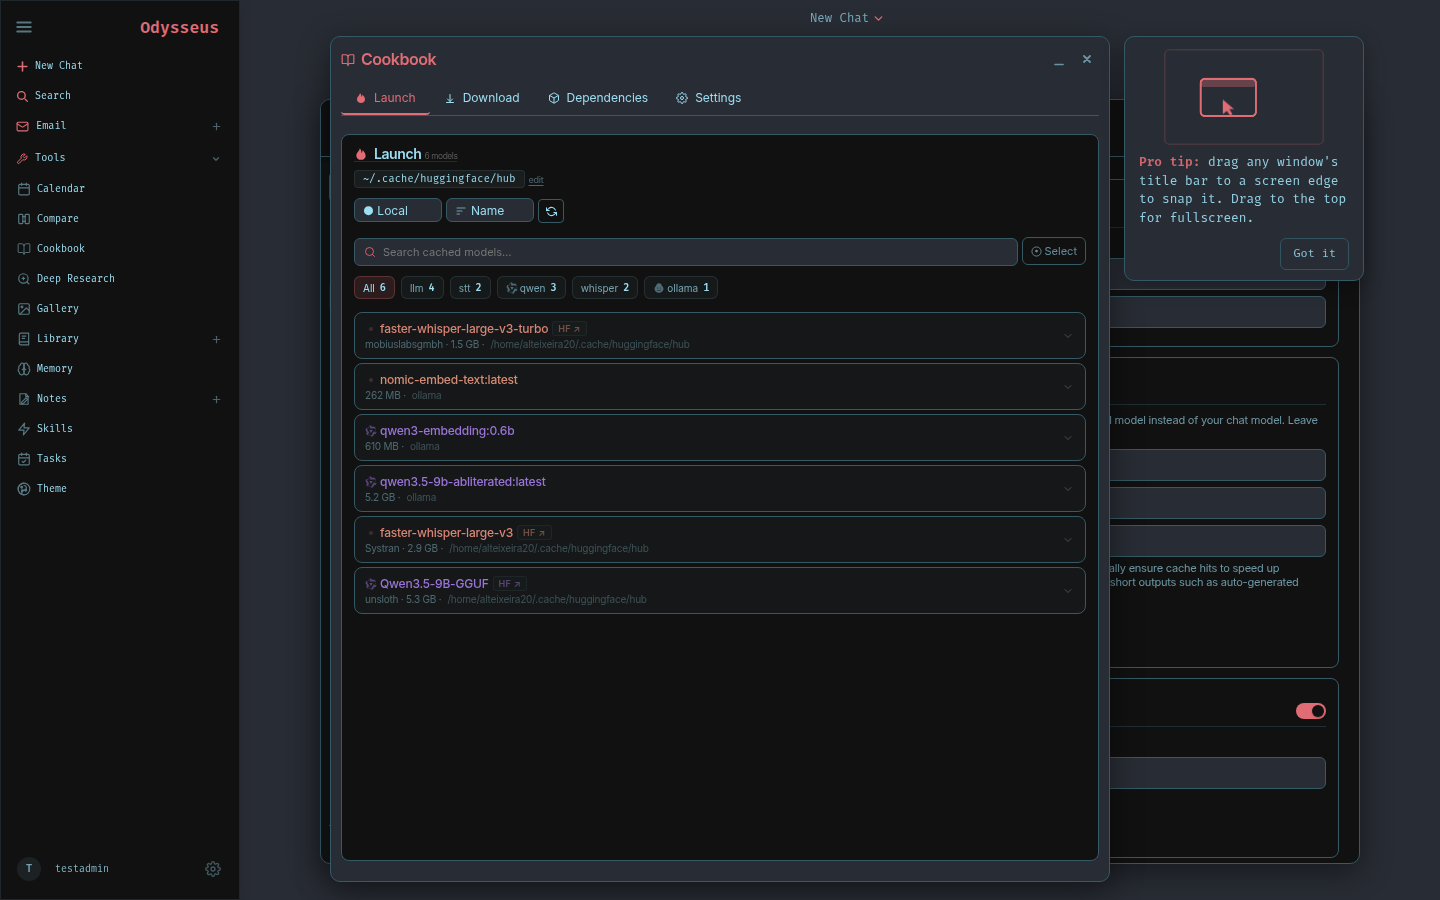 Odysseus
New Chat
Search
Email
Tools
Calendar
Compare
Cookbook
Deep Research
Gallery
Library
Memory
Notes
Skills
Tasks
Theme
T testadmin
New Chat
Cookbook
Launch Download Dependencies Settings
Launch 6 models
~/.cache/huggingface/hub edit
Local Name
Search cached models... Select
All 6 llm 4 stt 2 qwen 3 whisper 2 ollama 1
faster-whisper-large-v3-turbo HF ↗
mobiuslabsgmbh · 1.5 GB · /home/alteixeira20/.cache/huggingface/hub
nomic-embed-text:latest
262 MB · ollama
qwen3-embedding:0.6b
610 MB · ollama
qwen3.5-9b-abliterated:latest
5.2 GB · ollama
faster-whisper-large-v3 HF ↗
Systran · 2.9 GB · /home/alteixeira20/.cache/huggingface/hub
Qwen3.5-9B-GGUF HF ↗
unsloth · 5.3 GB · /home/alteixeira20/.cache/huggingface/hub
Pro tip: drag any window's
title bar to a screen edge
to snap it. Drag to the top
for fullscreen.
Got it
model instead of your chat model. Leave
ally ensure cache hits to speed up
short outputs such as auto-generated